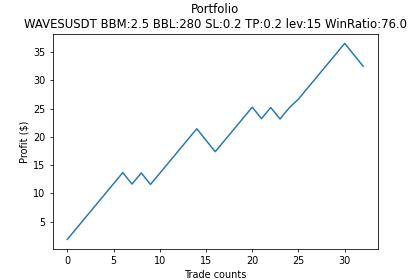 Portfolio
WAVESUSDT BBM:2.5 BBL:280 SL:0.2 TP:0.2 lev:15 WinRatio:76.0
Profit ($)
35
30
25
20
15
10
5
0 5 10 15 20 25 30
Trade counts